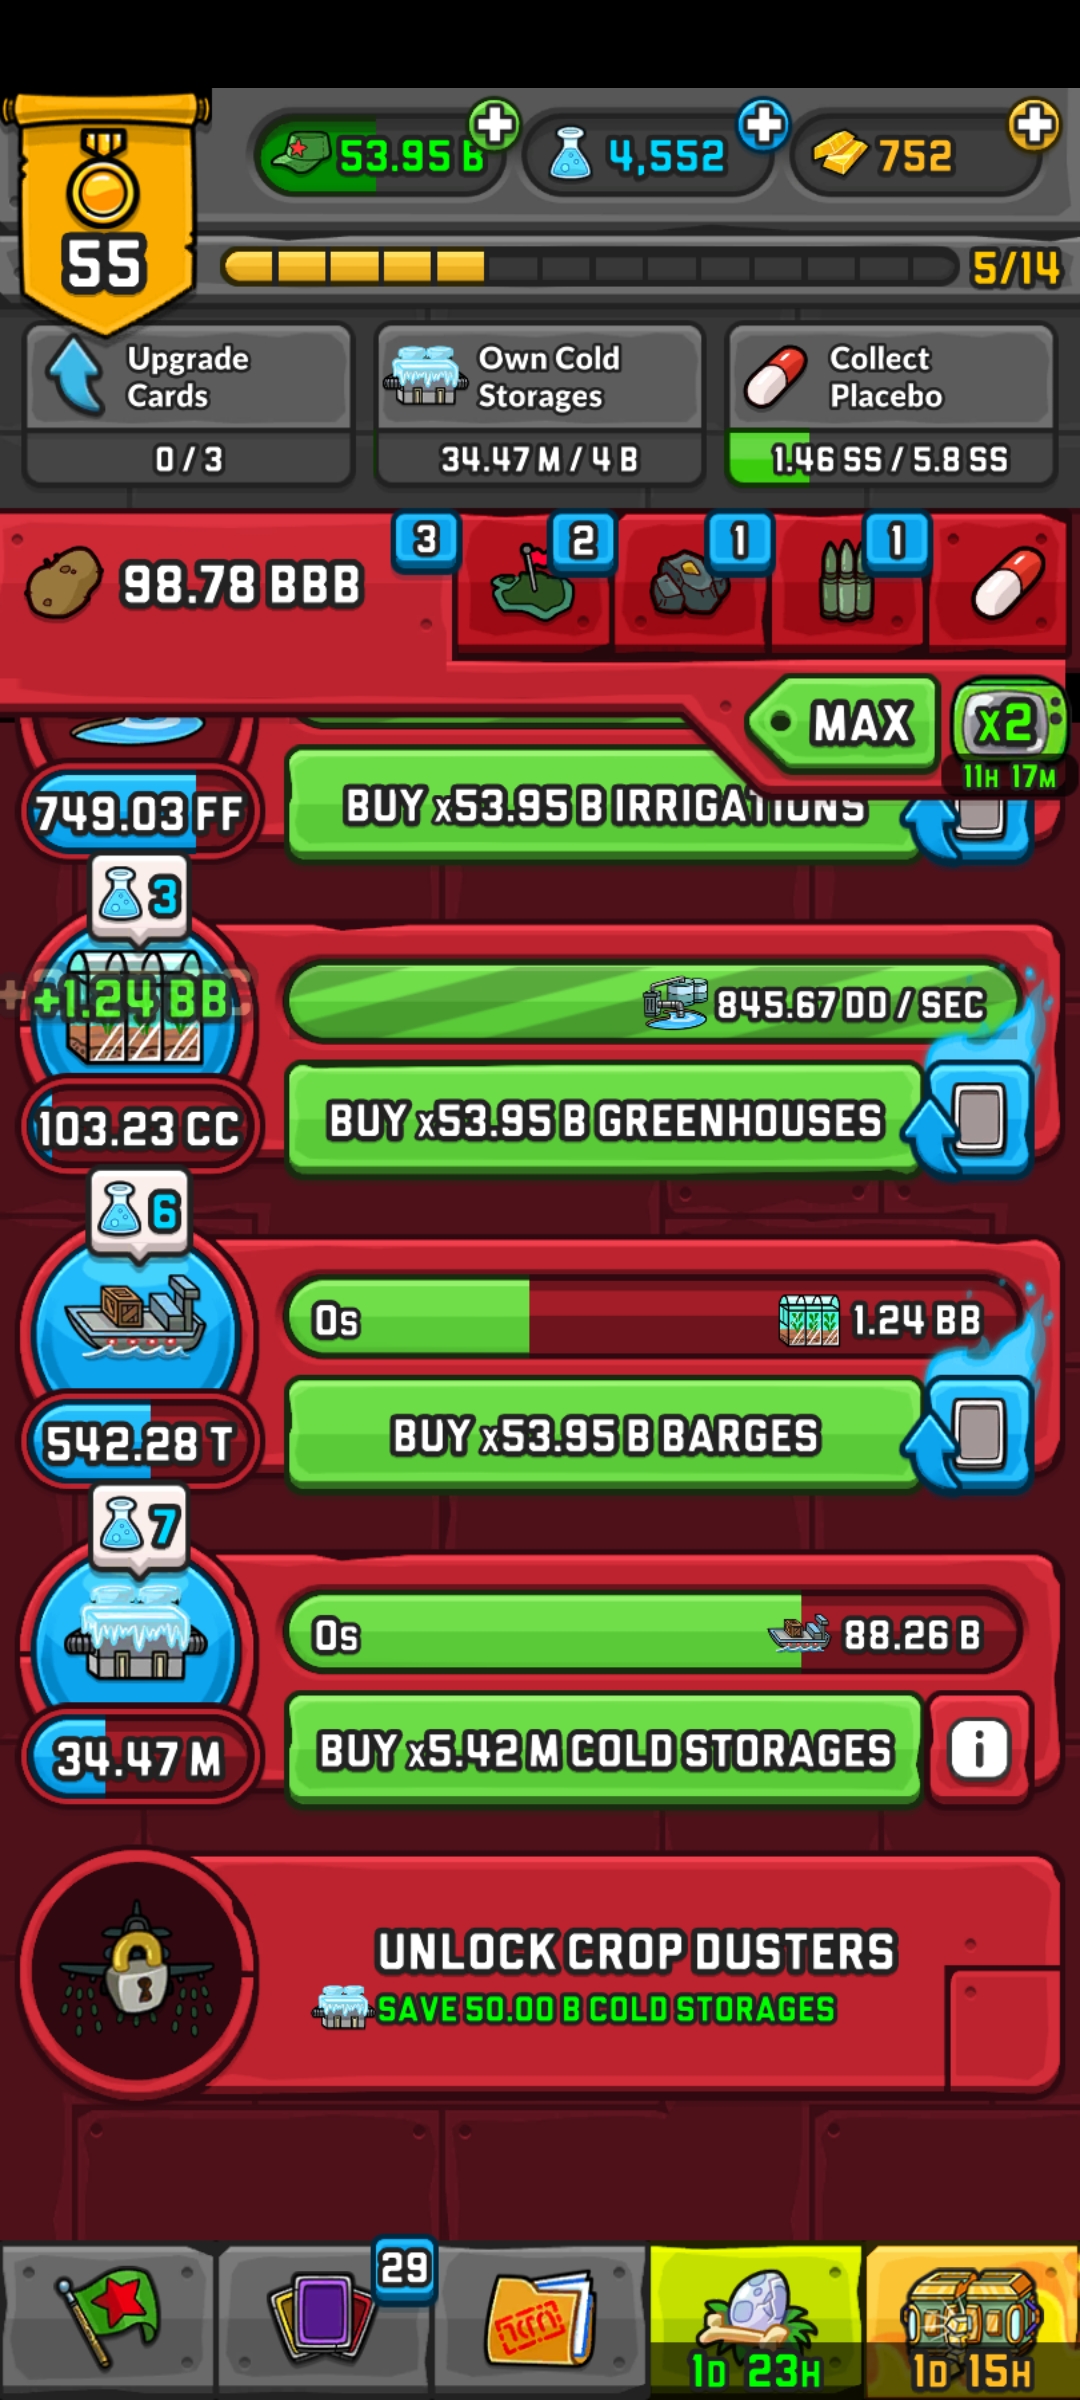 53.95 B
4,552
752
55
5/14
Upgrade
Cards
0 / 3
Own Cold
Storages
34.47 M / 4 B
Collect
Placebo
1.46 SS / 5.8 SS
98.78 BBB
3
2
1
1
MAX
x2
11H 17M
749.03 FF
BUY x53.95 B IRRIGATIONS
3
+1.24 BB
845.67 DD / SEC
103.23 CC
BUY x53.95 B GREENHOUSES
6
0s
1.24 BB
542.28 T
BUY x53.95 B BARGES
7
0s
88.26 B
34.47 M
BUY x5.42 M COLD STORAGES
i
UNLOCK CROP DUSTERS
SAVE 50.00 B COLD STORAGES
29
1D 23H
1D 15H